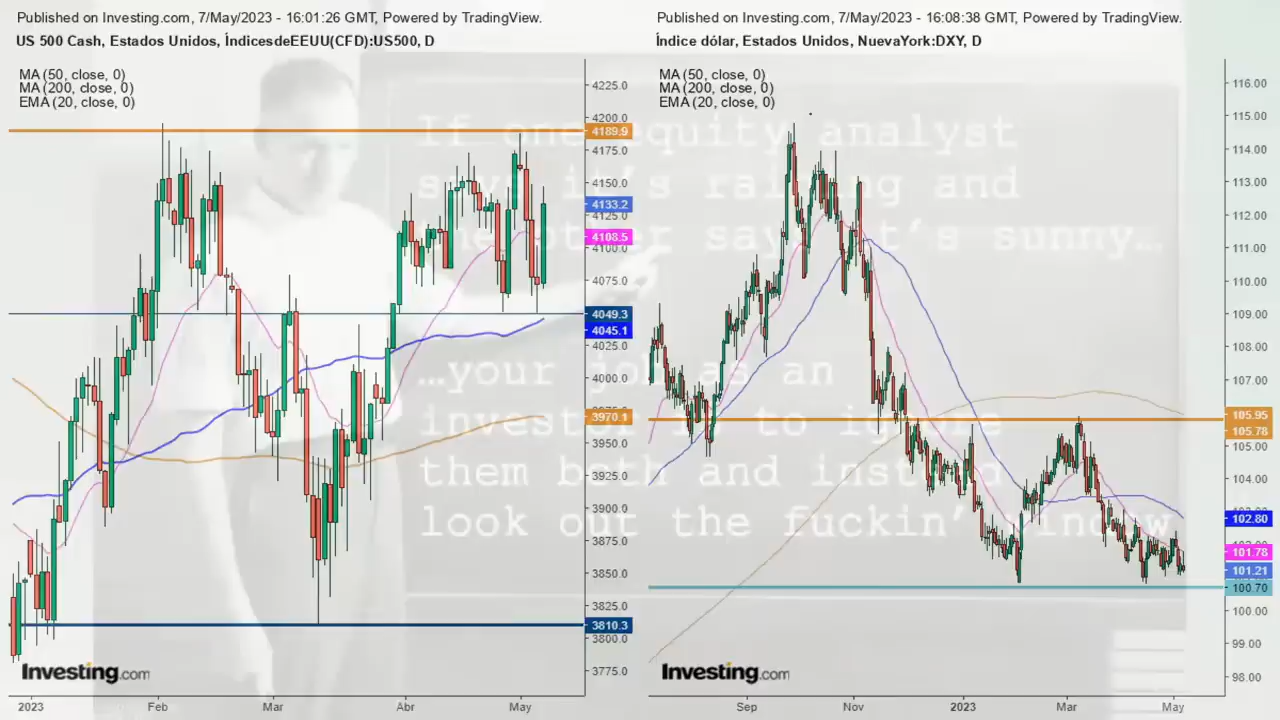 Published on Investing.com, 7/May/2023 - 16:01:26 GMT, Powered by TradingView.
US 500 Cash, Estados Unidos, ÍndicesdeEEUU(CFD):US500, D
MA (50, close, 0)
MA (200, close, 0)
EMA (20, close, 0)
4225.0
4200.0
4189.9
4175.0
4150.0
4133.2
4125.0
4108.5
4100.0
4075.0
4049.3
4045.1
4025.0
4000.0
3970.1
3950.0
3925.0
3900.0
3875.0
3850.0
3825.0
3810.3
3800.0
3775.0
Investing.com
2023 Feb Mar Abr May
Published on Investing.com, 7/May/2023 - 16:08:38 GMT, Powered by TradingView.
Índice dólar, Estados Unidos, NuevaYork:DXY, D
MA (50, close, 0)
MA (200, close, 0)
EMA (20, close, 0)
116.00
115.00
114.00
113.00
112.00
111.00
110.00
109.00
108.00
107.00
105.95
105.78
105.00
104.00
102.80
101.78
101.21
100.70
100.00
99.00
98.00
Investing.com
Sep Nov 2023 Mar May
If one equity analyst
says it's raining and
the other says it's sunny…
…your job as an
investor is to ignore
them both and instead
look out the fuckin' window